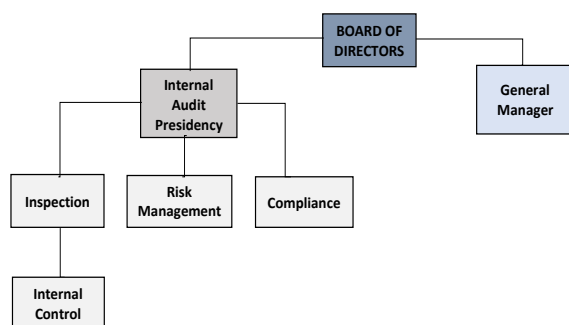 BOARD OF
DIRECTORS
Internal
Audit
Presidency
General
Manager
Inspection
Risk
Management
Compliance
Internal
Control